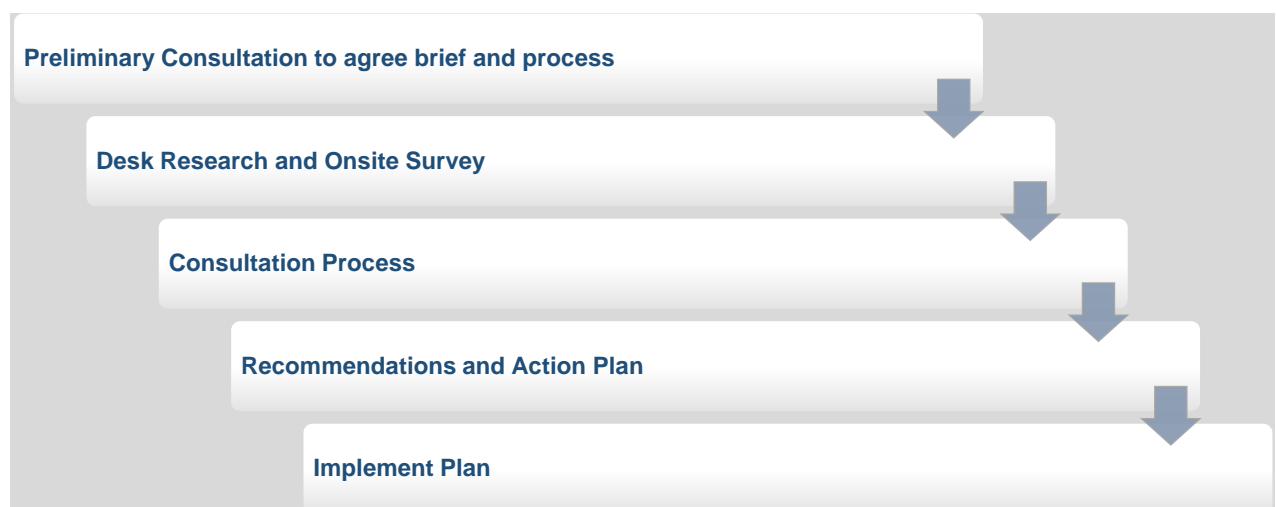 Preliminary Consultation to agree brief and process
Desk Research and Onsite Survey
Consultation Process
Recommendations and Action Plan
Implement Plan